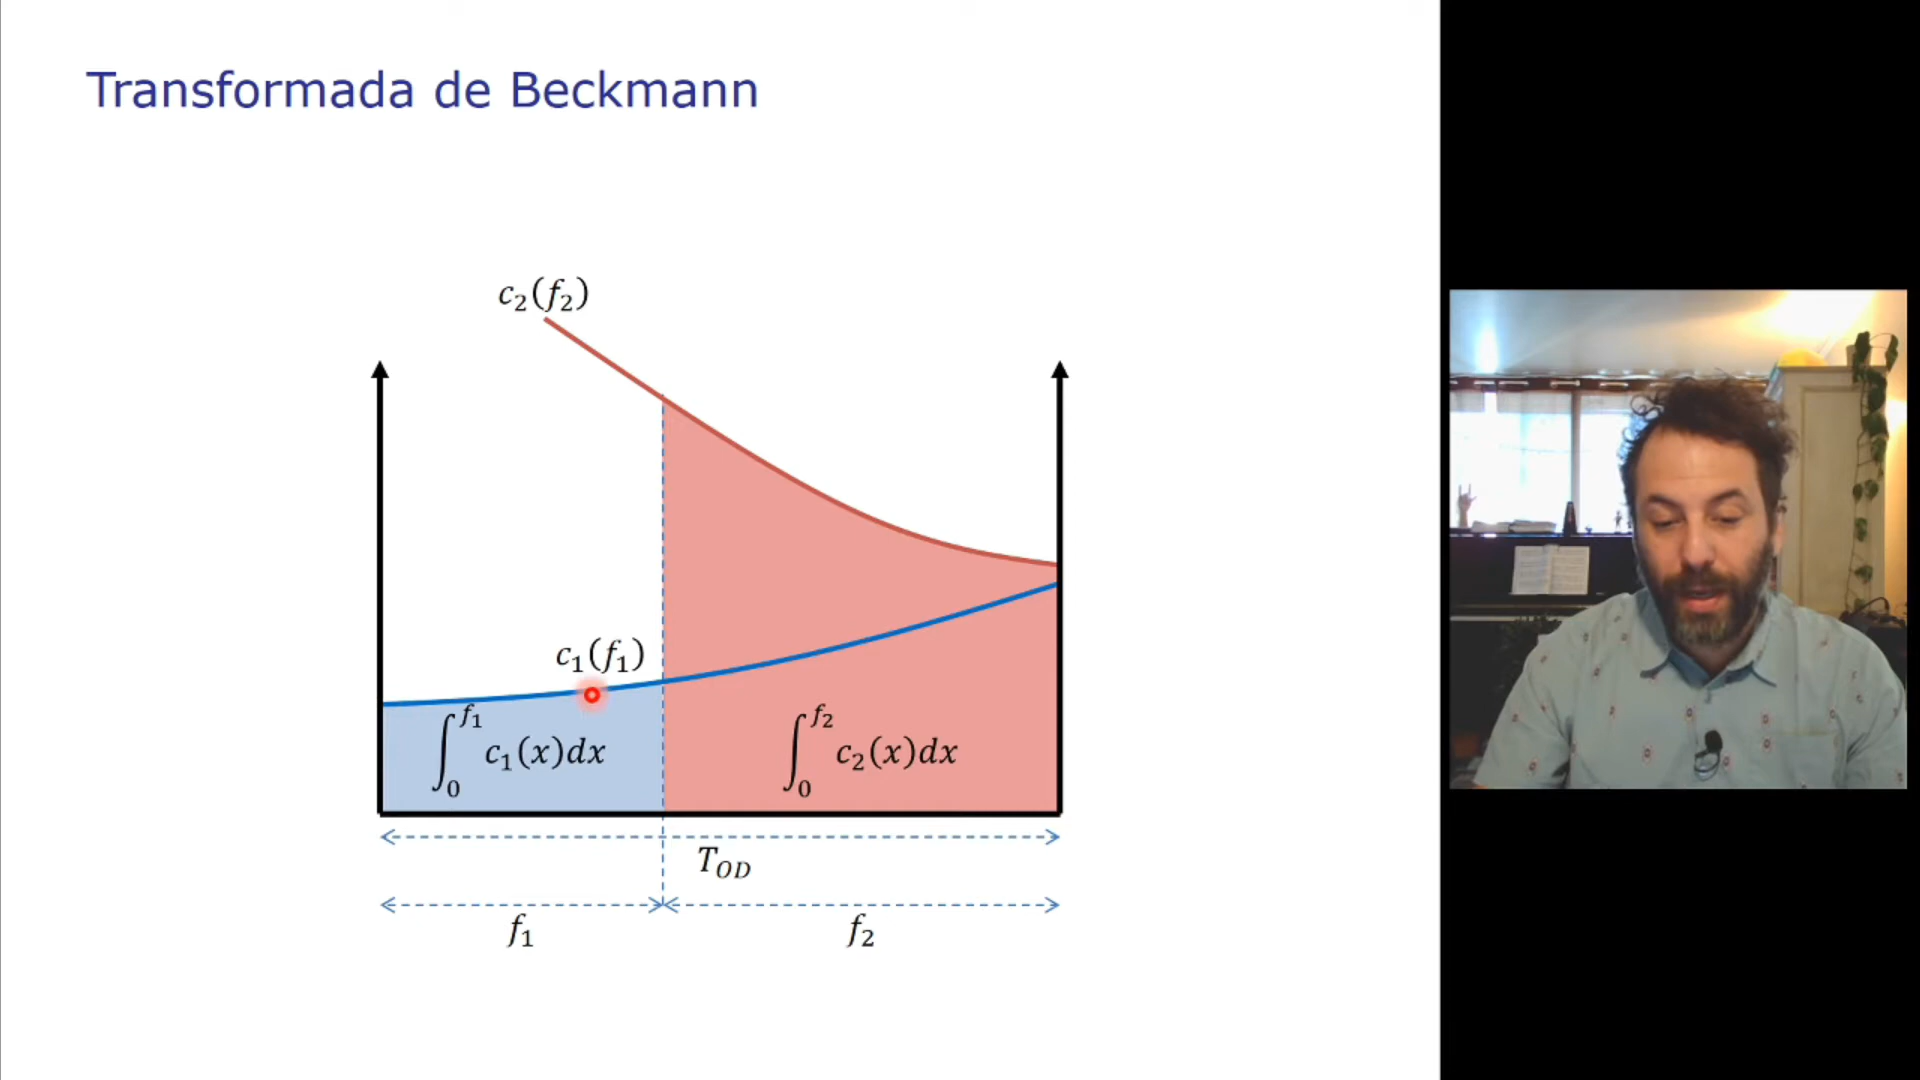 Transformada de Beckmann
c₂(f₂)
c₁(f₁)
∫₀^f₁ c₁(x)dx
∫₀^f₂ c₂(x)dx
T_OD
f₁
f₂